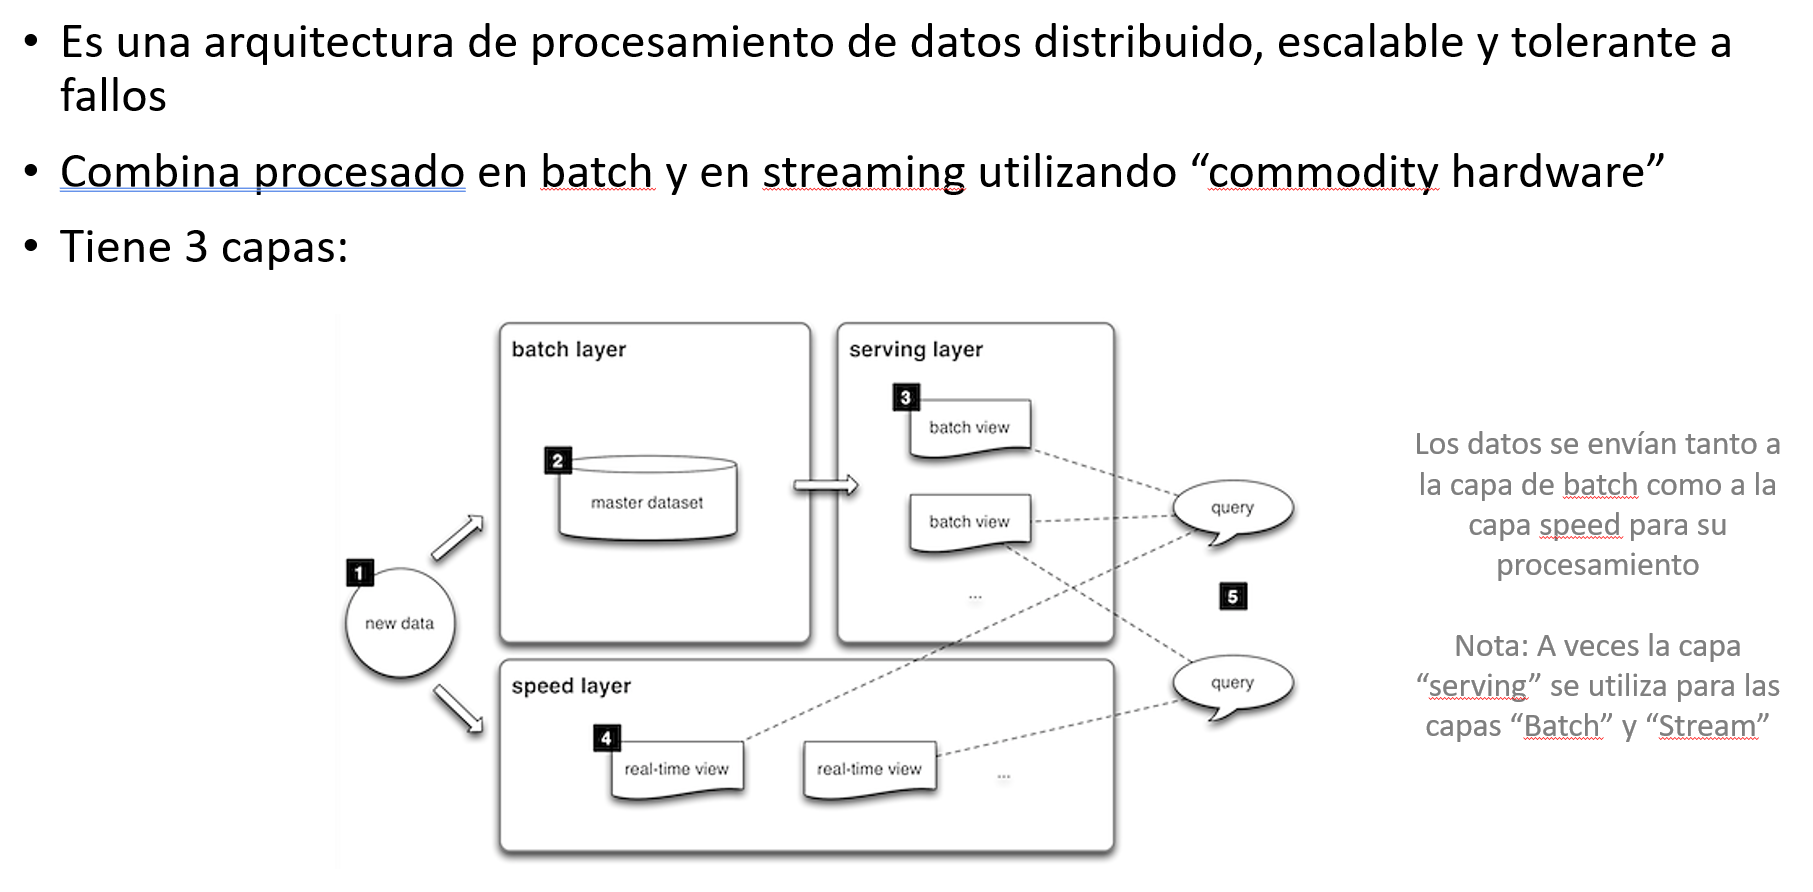 • Es una arquitectura de procesamiento de datos distribuido, escalable y tolerante a
fallos
• Combina procesado en batch y en streaming utilizando “commodity hardware”
• Tiene 3 capas:
batch layer
2
master dataset
serving layer
3
batch view
batch view
...
1
new data
speed layer
4
real-time view
real-time view
...
query
5
query
Los datos se envían tanto a
la capa de batch como a la
capa speed para su
procesamiento
Nota: A veces la capa
“serving” se utiliza para las
capas “Batch” y “Stream”